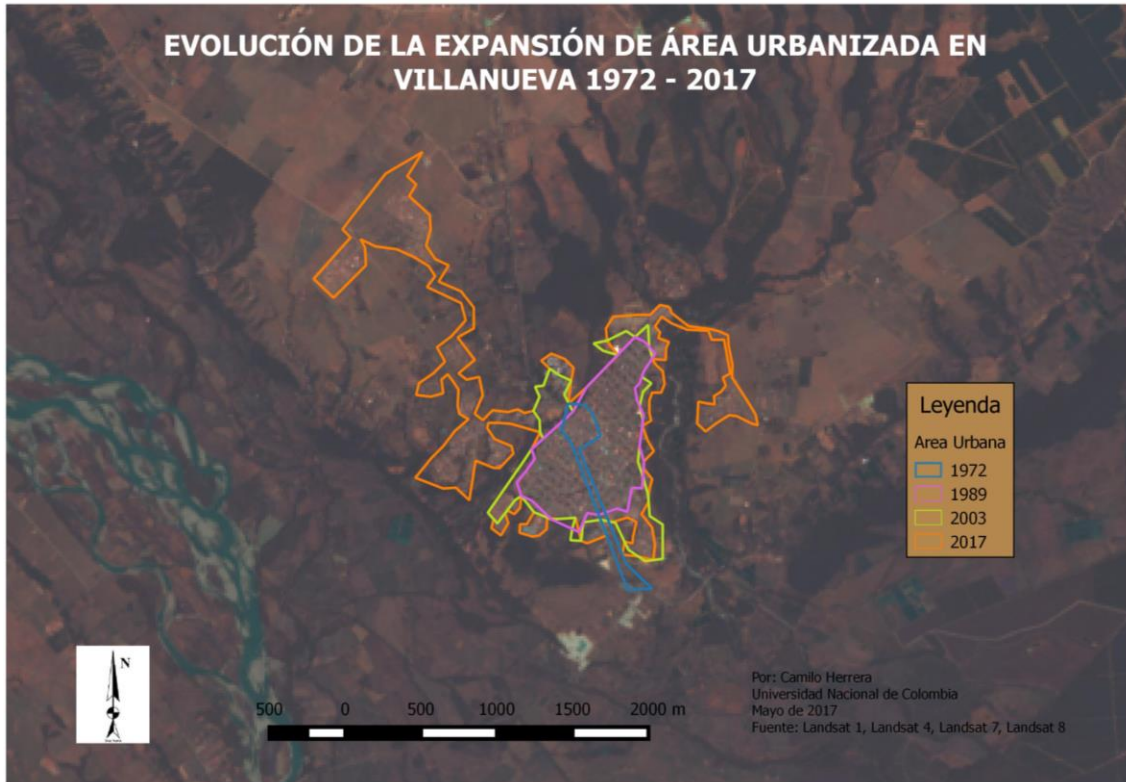 EVOLUCIÓN DE LA EXPANSIÓN DE ÁREA URBANIZADA EN
VILLANUEVA 1972 - 2017
Leyenda
Area Urbana
1972
1989
2003
2017
N
500 0 500 1000 1500 2000 m
Por: Camilo Herrera
Universidad Nacional de Colombia
Mayo de 2017
Fuente: Landsat 1, Landsat 4, Landsat 7, Landsat 8